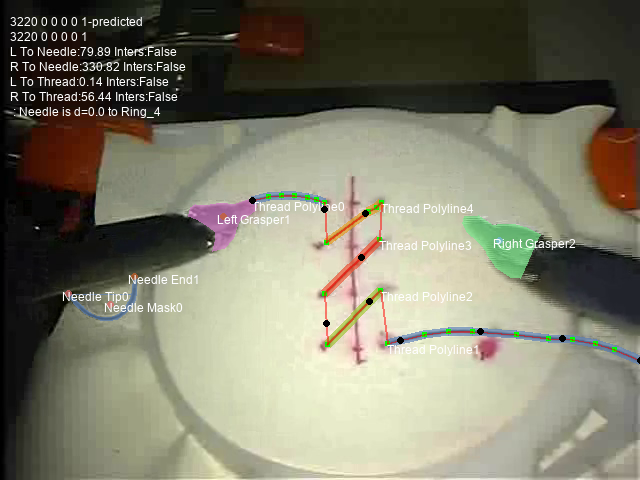 3220 0 0 0 0 1-predicted
3220 0 0 0 0 1
L To Needle:79.89 Inters:False
R To Needle:330.82 Inters:False
L To Thread:0.14 Inters:False
R To Thread:56.44 Inters:False
: Needle is d=0.0 to Ring_4
Thread Polyline0
Thread Polyline4
Left Grasper1
Thread Polyline3
Right Grasper2
Needle End1
Needle Tip0
Needle Mask0
Thread Polyline2
Thread Polyline1